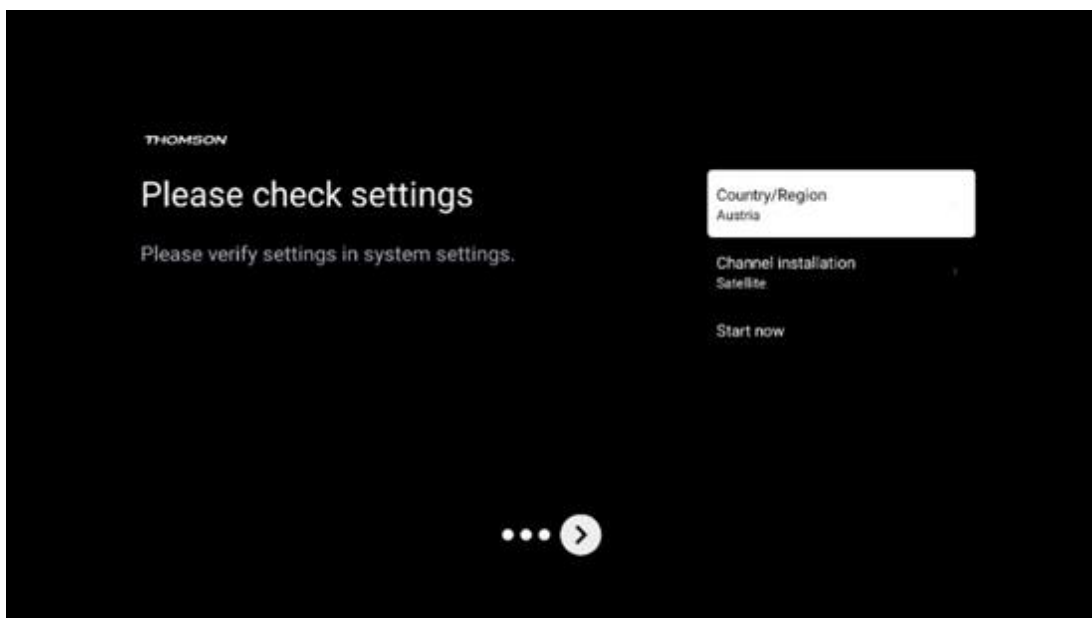 THOMSON
Please check settings
Please verify settings in system settings.
Country/Region
Austria
Channel installation
Satellite
Start now